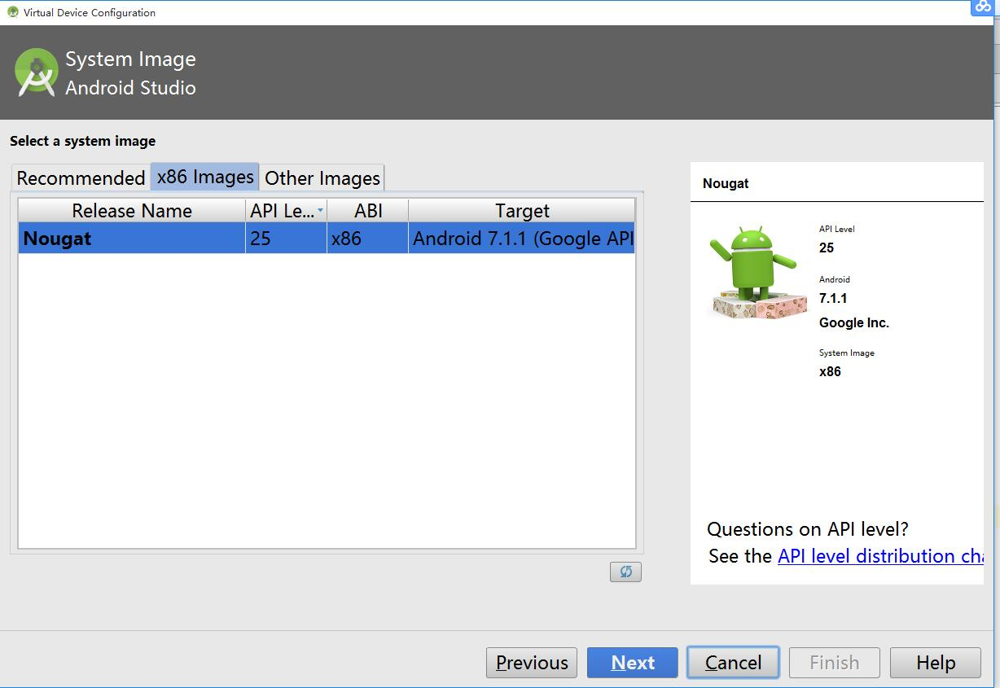 Virtual Device Configuration
System Image
Android Studio
Select a system image
Recommended x86 Images Other Images
Release Name API Le... ABI Target
Nougat 25 x86 Android 7.1.1 (Google API
Nougat
API Level
25
Android
7.1.1
Google Inc.
System Image
x86
Questions on API level?
See the API level distribution cha
Previous Next Cancel Finish Help